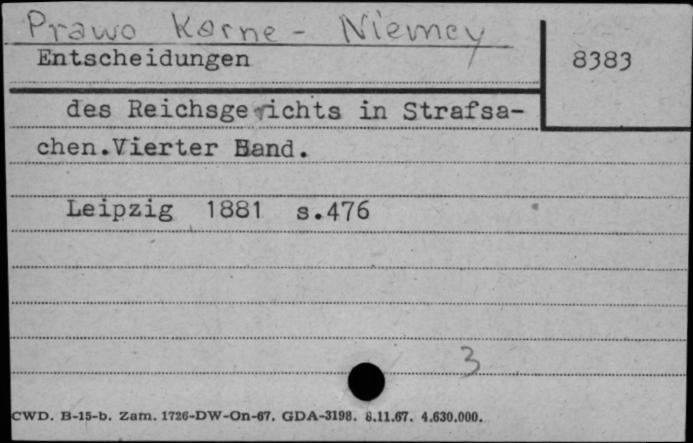 Prawo Karne - Niemcy
Entscheidungen
8383
des Reichsgerichts in Strafsa-
chen.Vierter Band.
Leipzig 1881 s.476
3
CWD. B-15-b. Zam. 1726-DW-On-67. GDA-3198. 8.11.67. 4.630.000.